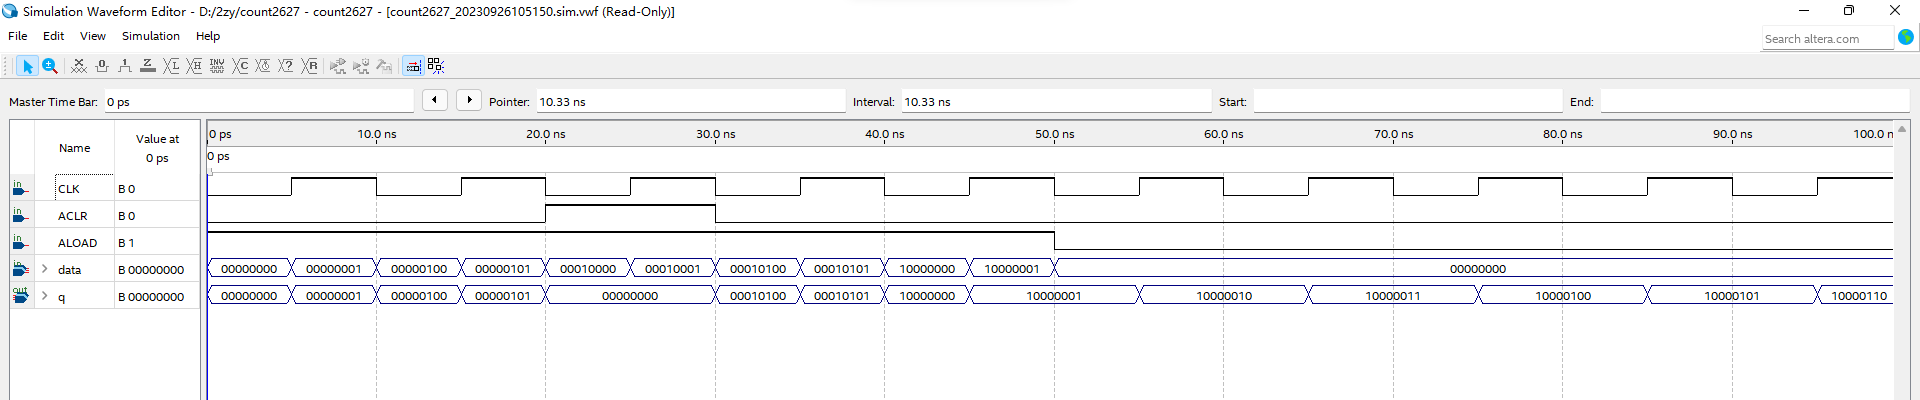 Simulation Waveform Editor - D:/2zy/count2627 - count2627 - [count2627_20230926105150.sim.vwf (Read-Only)]
File Edit View Simulation Help
Search altera.com
Master Time Bar: 0 ps Pointer: 10.33 ns Interval: 10.33 ns Start: End:
Name Value at 0 ps
0 ps 10.0 ns 20.0 ns 30.0 ns 40.0 ns 50.0 ns 60.0 ns 70.0 ns 80.0 ns 90.0 ns 100.0 n
0 ps
in CLK B 0
in ACLR B 0
in ALOAD B 1
in data B 00000000 00000000 00000001 00000100 00000101 00010000 00010001 00010100 00010101 10000000 10000001 00000000
out q B 00000000 00000000 00000001 00000100 00000101 00000000 00010100 00010101 10000000 10000001 10000010 10000011 10000100 10000101 10000110